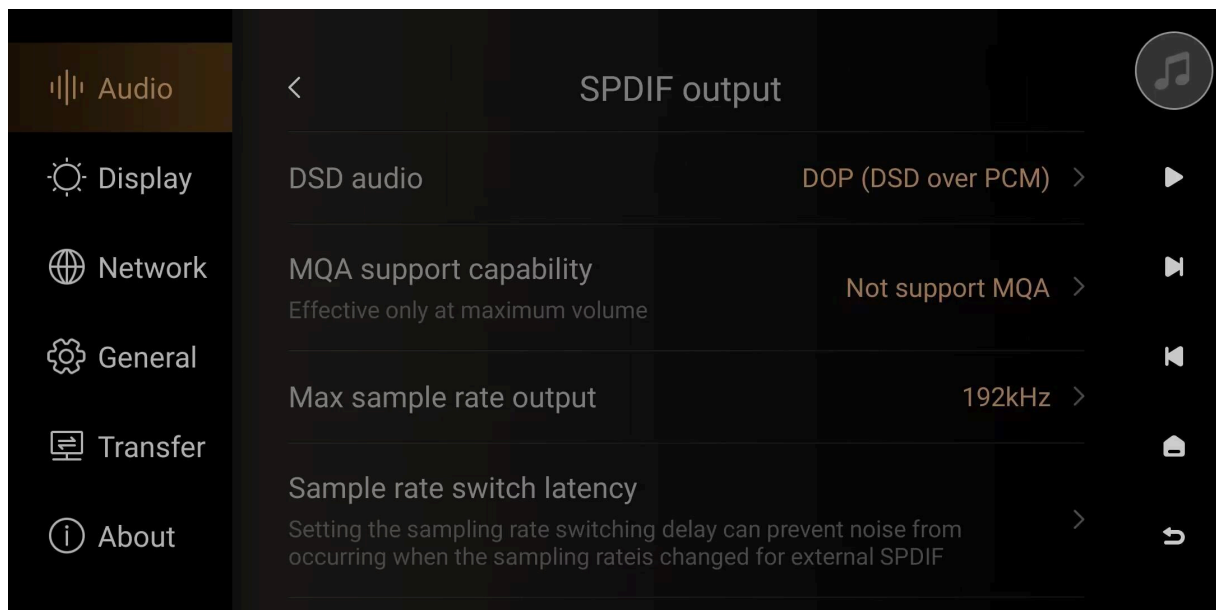 Audio
Display
Network
General
Transfer
About
SPDIF output
DSD audio
DOP (DSD over PCM)
MQA support capability
Effective only at maximum volume
Not support MQA
Max sample rate output
192kHz
Sample rate switch latency
Setting the sampling rate switching delay can prevent noise from
occurring when the sampling rateis changed for external SPDIF